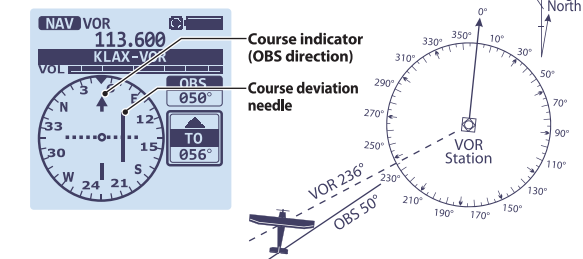 NAV VOR
113.600
KLAX-VOR
VOL
OBS
050°
TO
056°
N
3
E
12
15
S
21
24
W
30
33
Course indicator
(OBS direction)
Course deviation
needle
North
0°
30°
50°
70°
90°
110°
130°
150°
170°
190°
210°
230°
250°
270°
290°
310°
330°
350°
VOR
Station
VOR 236°
OBS 50°